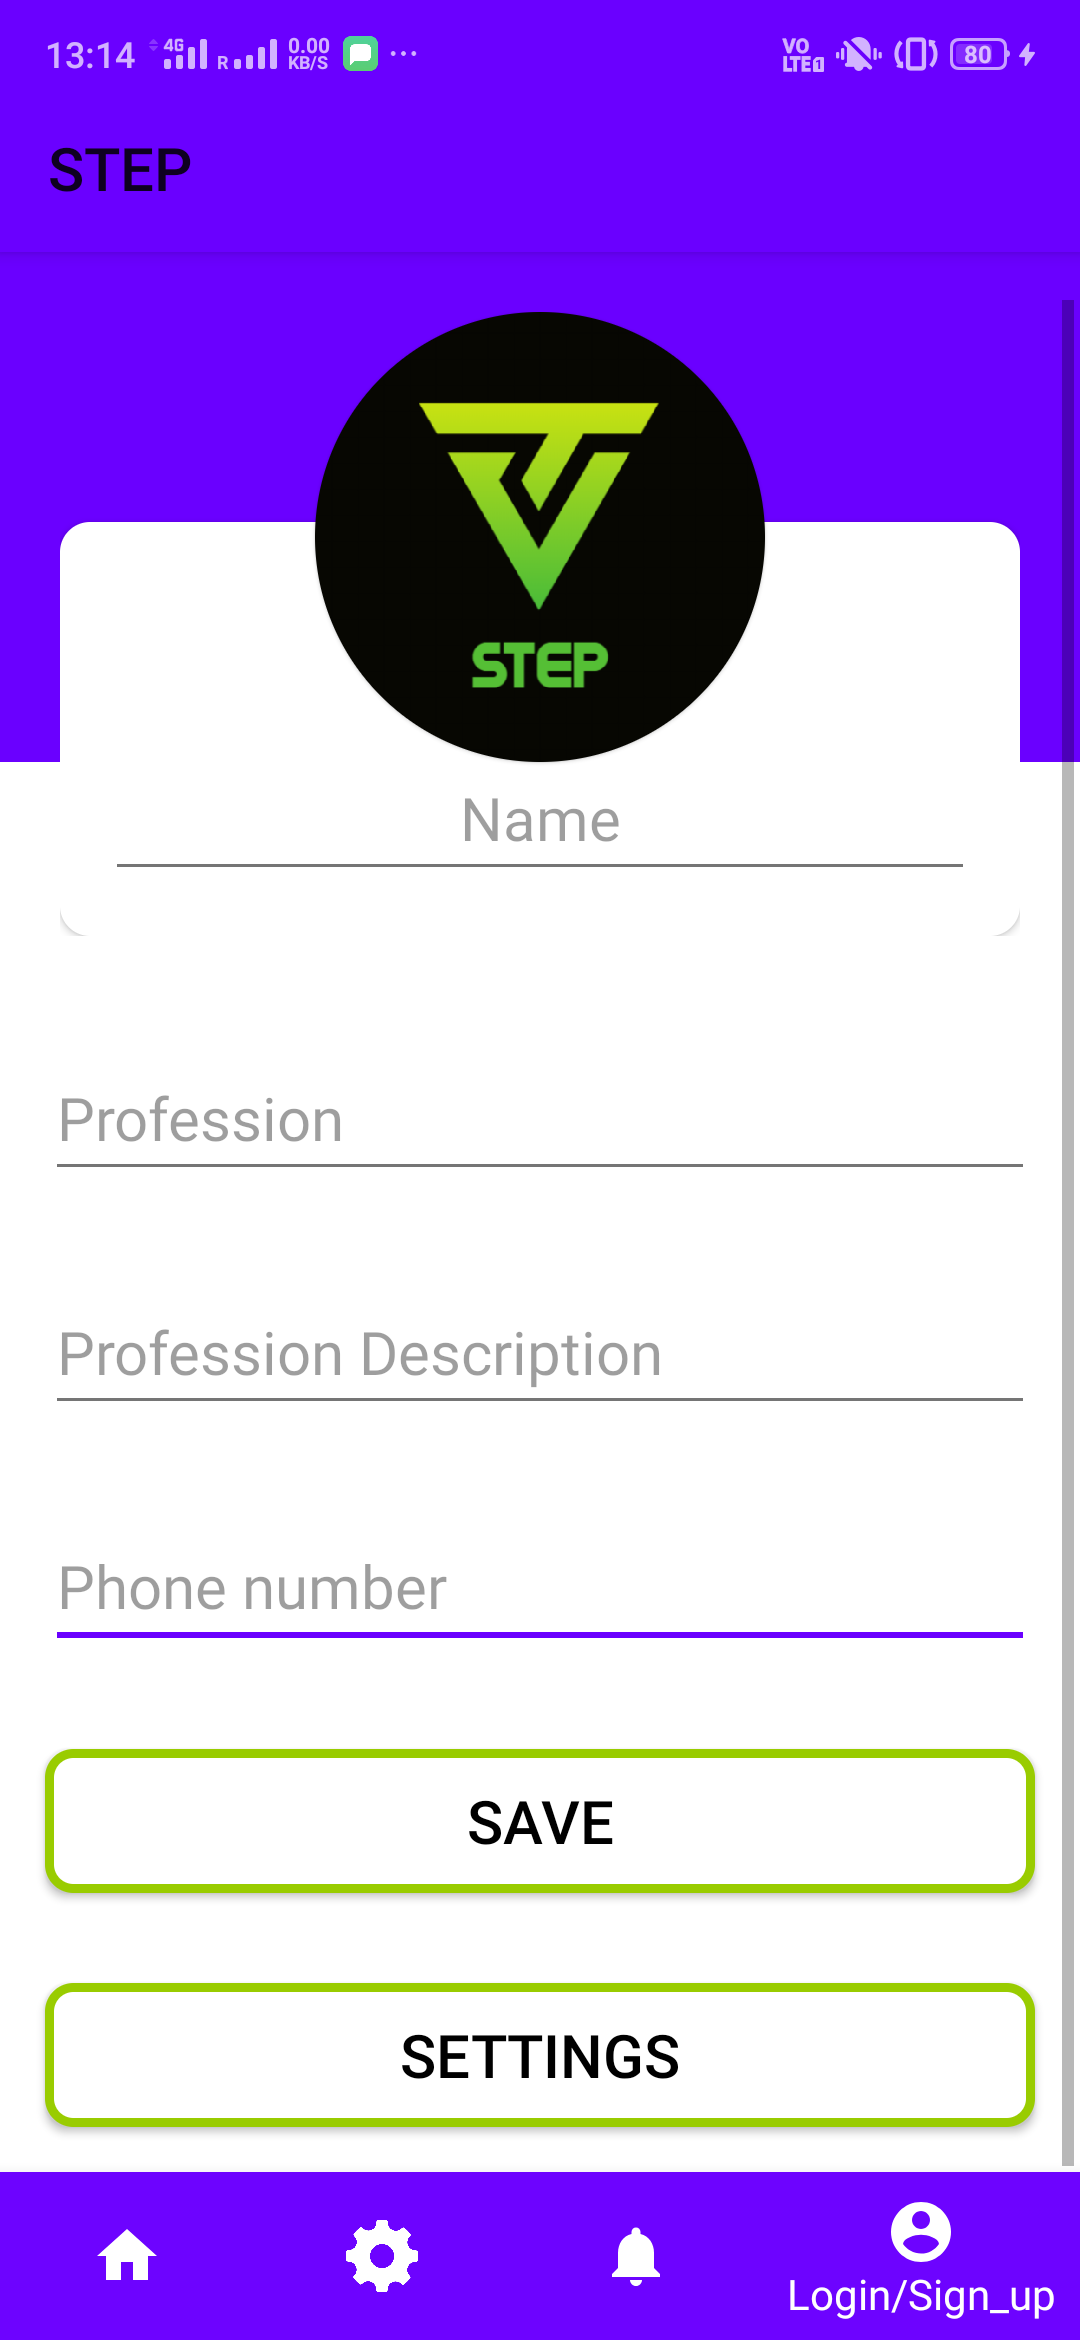 13:14 4G R 0.00 KB/S ... VO LTE1 80
STEP
STEP
Name
Profession
Profession Description
Phone number
SAVE
SETTINGS
Login/Sign_up